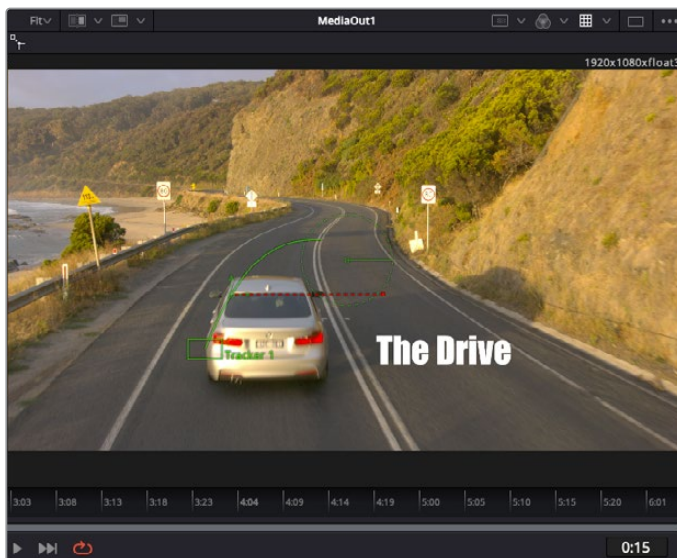 Fit MediaOut1
1920x1080xfloat3
Tracker 1
The Drive
3:03 3:08 3:13 3:18 3:23 4:04 4:09 4:14 4:19 5:00 5:05 5:10 5:15 5:20 6:01
0:15